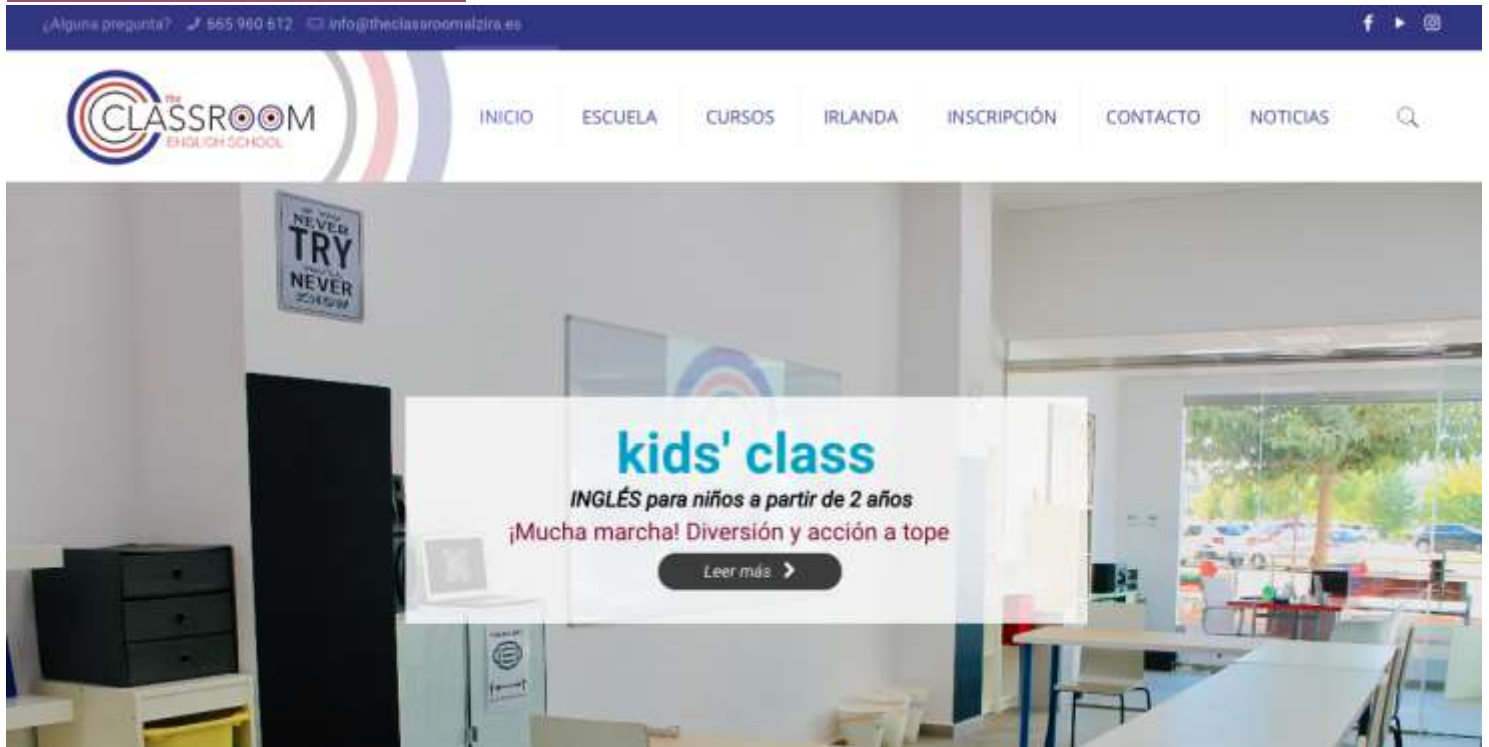 ¿Alguna pregunta? 665 960 612 info@theclassroomalzira.es
the
CLASSROOM
ENGLISH SCHOOL
INICIO ESCUELA CURSOS IRLANDA INSCRIPCIÓN CONTACTO NOTICIAS
NEVER
TRY
NEVER
kids' class
INGLÉS para niños a partir de 2 años
¡Mucha marcha! Diversión y acción a tope
Leer más